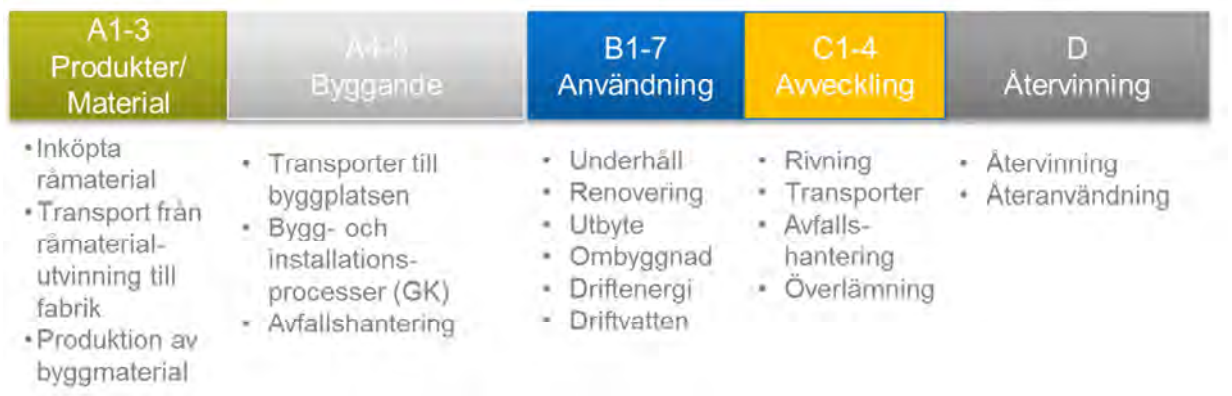 A1-3
Produkter/
Material
A4-5
Byggande
B1-7
Användning
C1-4
Avveckling
D
Återvinning
•Inköpta
råmaterial
•Transport från
råmaterial-
utvinning till
fabrik
•Produktion av
byggmaterial
• Transporter till
byggplatsen
• Bygg- och
installations-
processer (GK)
• Avfallshantering
• Underhåll
• Renovering
• Utbyte
• Ombyggnad
• Driftenergi
• Driftvatten
• Rivning
• Transporter
• Avfalls-
hantering
• Överlämning
• Återvinning
• Återanvändning